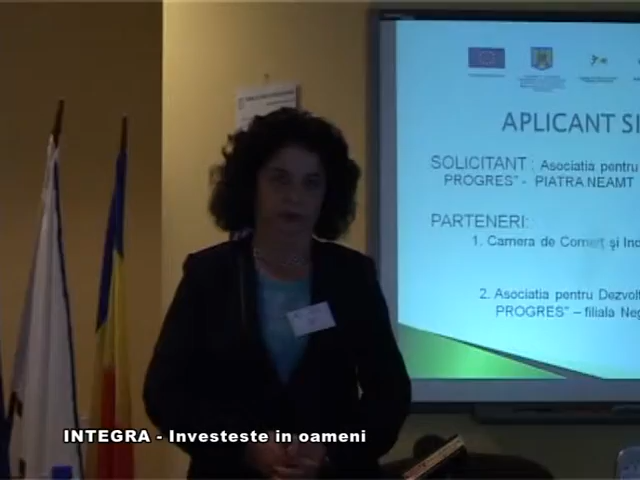 APLICANT SI
SOLICITANT : Asociatia pentru
PROGRES" - PIATRA NEAMT
PARTENERI:
1. Camera de Comerț și Ind
2. Asociatia pentru Dezvolt
PROGRES" – filiala Neg
INTEGRA - Investeste in oameni